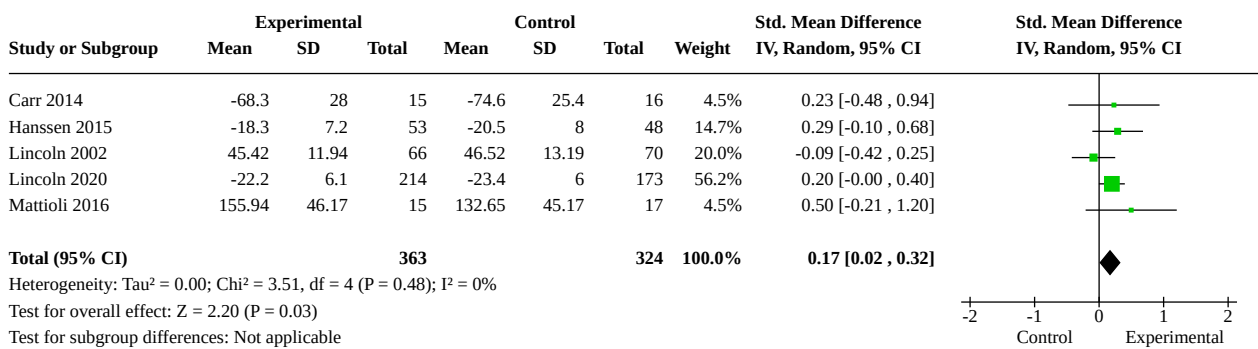 Experimental Control Std. Mean Difference Std. Mean Difference
Study or Subgroup Mean SD Total Mean SD Total Weight IV, Random, 95% CI IV, Random, 95% CI
Carr 2014 -68.3 28 15 -74.6 25.4 16 4.5% 0.23 [-0.48 , 0.94]
Hanssen 2015 -18.3 7.2 53 -20.5 8 48 14.7% 0.29 [-0.10 , 0.68]
Lincoln 2002 45.42 11.94 66 46.52 13.19 70 20.0% -0.09 [-0.42 , 0.25]
Lincoln 2020 -22.2 6.1 214 -23.4 6 173 56.2% 0.20 [-0.00 , 0.40]
Mattioli 2016 155.94 46.17 15 132.65 45.17 17 4.5% 0.50 [-0.21 , 1.20]
Total (95% CI) 363 324 100.0% 0.17 [0.02 , 0.32]
Heterogeneity: Tau² = 0.00; Chi² = 3.51, df = 4 (P = 0.48); I² = 0%
Test for overall effect: Z = 2.20 (P = 0.03)
Test for subgroup differences: Not applicable
-2 -1 0 1 2
Control Experimental